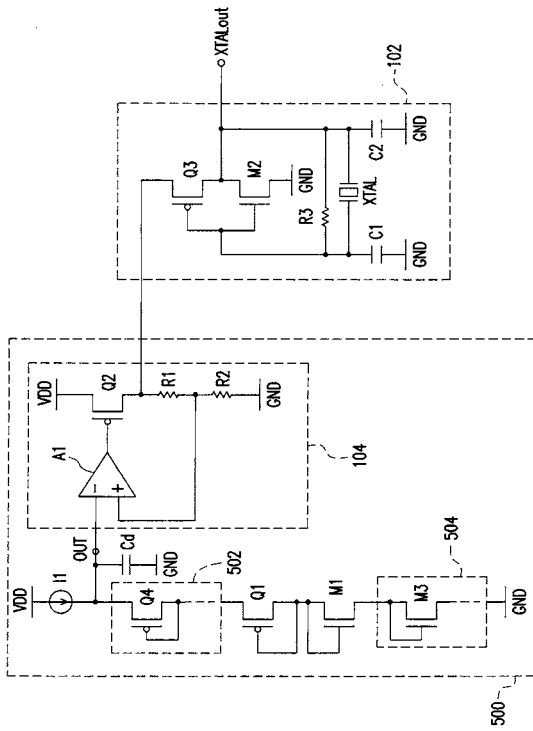 VDD
I1
OUT
Cd
GND
502
Q4
Q1
M1
504
M3
GND
500
A1
VDD
Q2
R1
R2
GND
104
Q3
M2
GND
R3
XTAL
C1
GND
C2
GND
102
XTALout
−
+